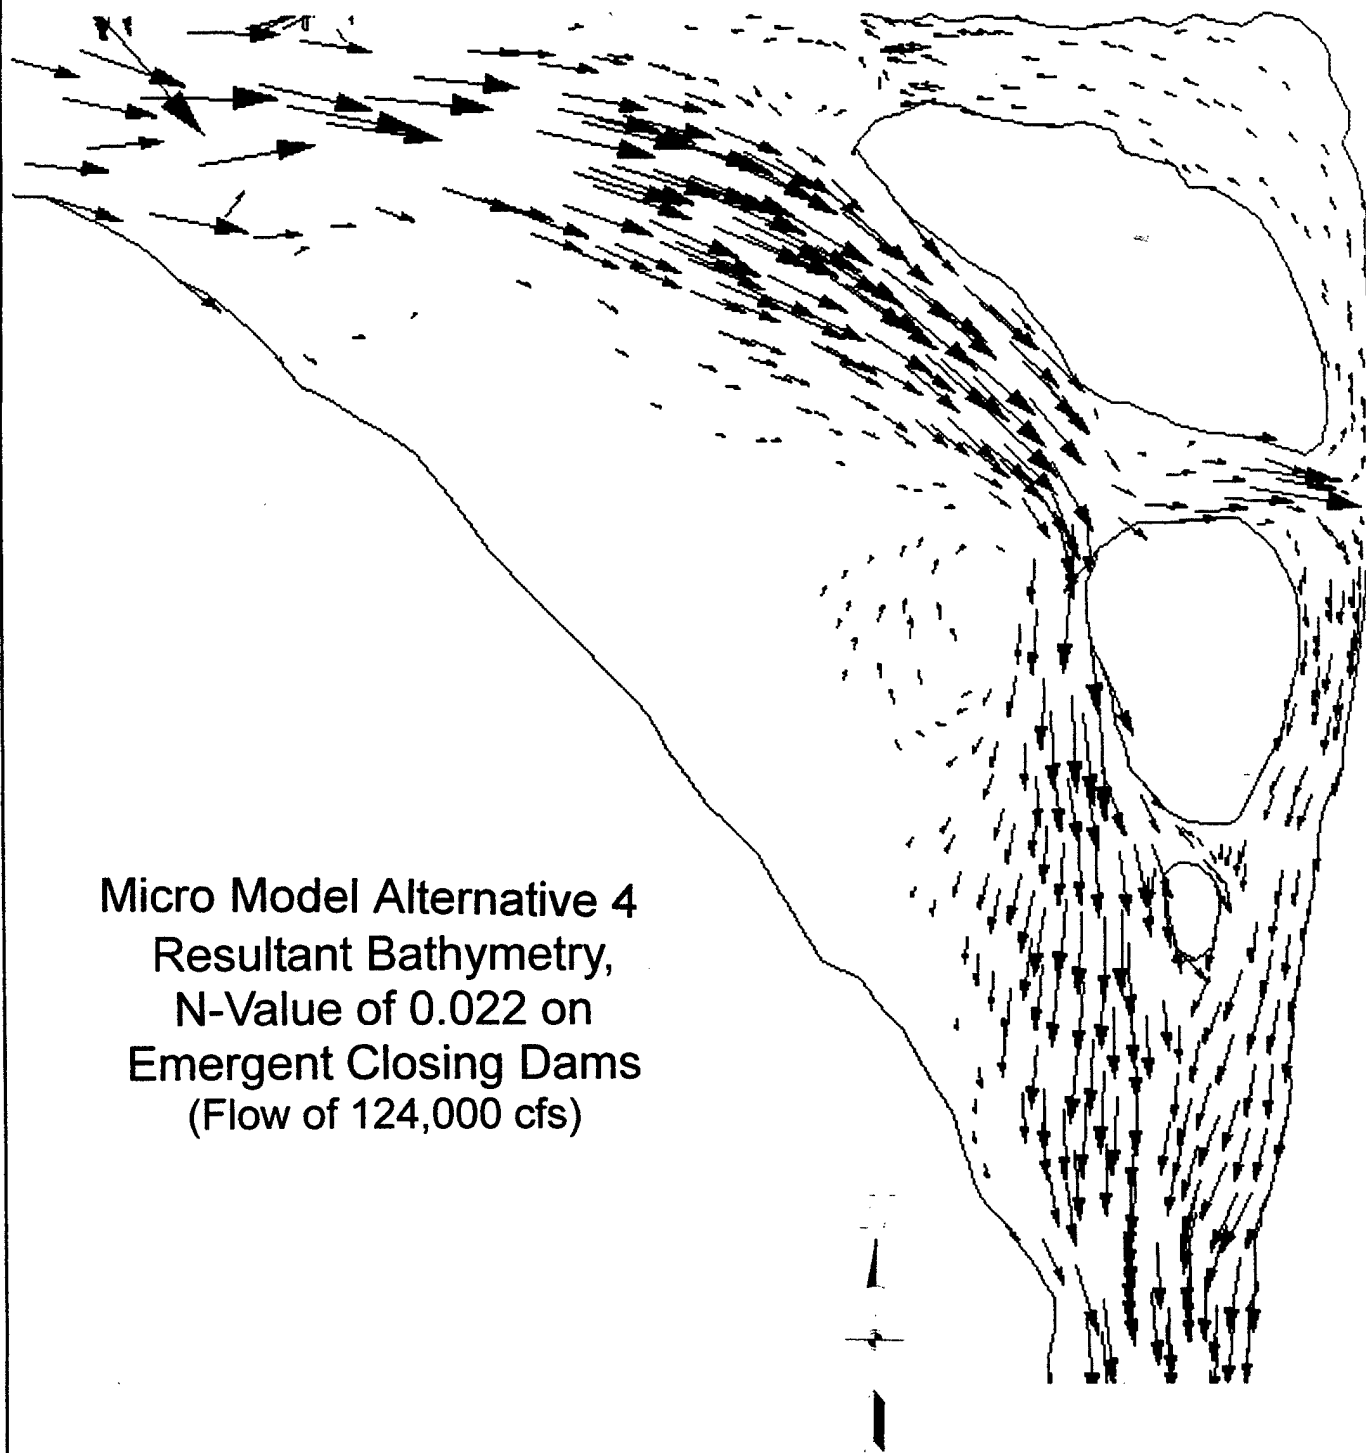 Micro Model Alternative 4
Resultant Bathymetry,
N-Value of 0.022 on
Emergent Closing Dams
(Flow of 124,000 cfs)